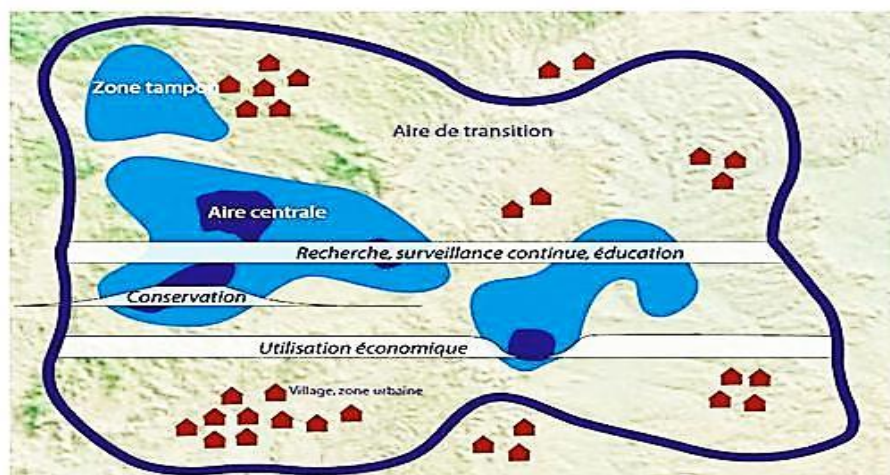 Zone tampon
Aire de transition
Aire centrale
Recherche, surveillance continue, éducation
Conservation
Utilisation économique
Village, zone urbaine